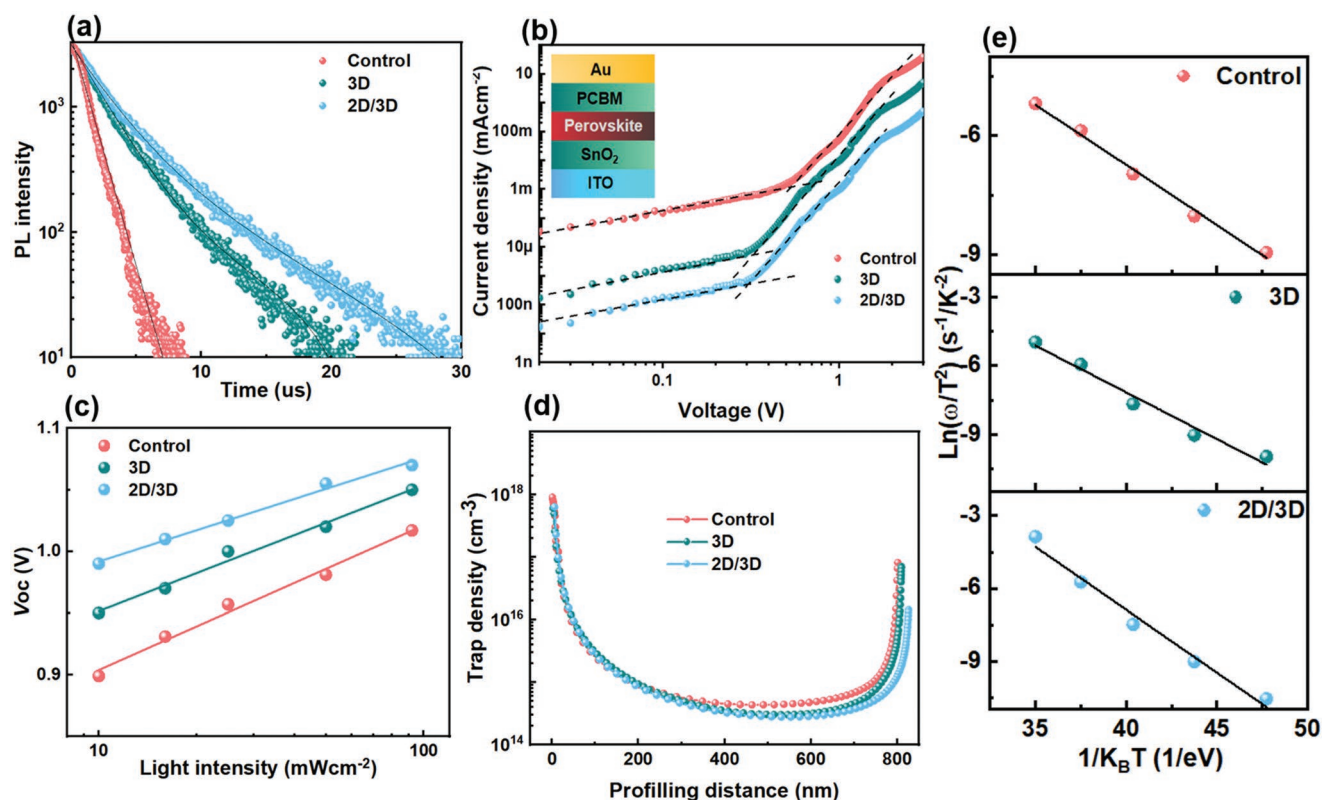 (a)
Control
3D
2D/3D
PL intensity
10³
10²
10¹
0
10
20
30
Time (us)
(b)
Au
PCBM
Perovskite
SnO₂
ITO
Current density (mAcm⁻²)
10
100m
1m
10µ
100n
1n
Control
3D
2D/3D
0.1
1
Voltage (V)
(c)
Control
3D
2D/3D
Voc (V)
1.1
1.0
0.9
10
100
Light intensity (mWcm⁻²)
(d)
Control
3D
2D/3D
Trap density (cm⁻³)
10¹⁸
10¹⁶
10¹⁴
0
200
400
600
800
Profilling distance (nm)
(e)
Control
-6
-9
3D
-3
-6
-9
2D/3D
-3
-6
-9
Ln(ω/T²) (s⁻¹/K⁻²)
35
40
45
50
1/K_BT (1/eV)